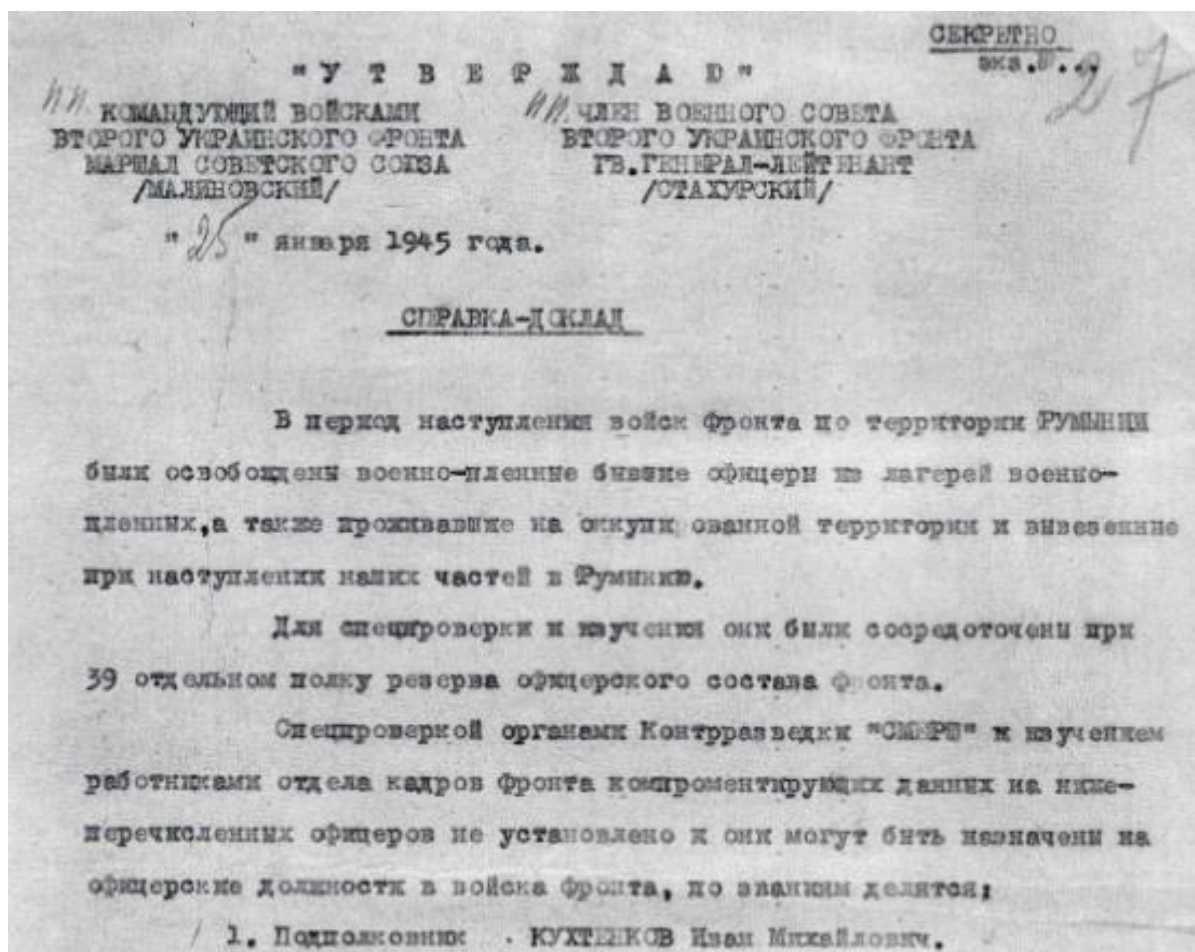 СЕКРЕТНО
экз.№...
27
"У Т В Е Р Ж Д А Ю"
пп. КОМАНДУЮЩИЙ ВОЙСКАМИ
ВТОРОГО УКРАИНСКОГО ФРОНТА
МАРШАЛ СОВЕТСКОГО СОЮЗА
/МАЛИНОВСКИЙ/
пп. ЧЛЕН ВОЕННОГО СОВЕТА
ВТОРОГО УКРАИНСКОГО ФРОНТА
ГВ.ГЕНЕРАЛ-ЛЕЙТЕНАНТ
/СТАХУРСКИЙ/
"25" января 1945 года.
СПРАВКА-ДОКЛАД
В период наступления войск фронта по территории РУМЫНИИ
были освобождены военно-пленные бывшие офицеры из лагерей военно-
пленных,а также проживавшие на оккупированной территории и вывезенные
при наступлении наших частей в Румынию.
Для спецпроверки и изучения они были сосредоточены при
39 отдельном полку резерва офицерского состава фронта.
Спецпроверкой органами Контрразведки "СМЕРШ" и изучением
работниками отдела кадров фронта компроментирующих данных на ниже-
перечисленных офицеров не установлено и они могут быть назначены на
офицерские должности в войска фронта, по званиям делятся:
1. Подполковник . КУХТЕНКОВ Иван Михайлович.